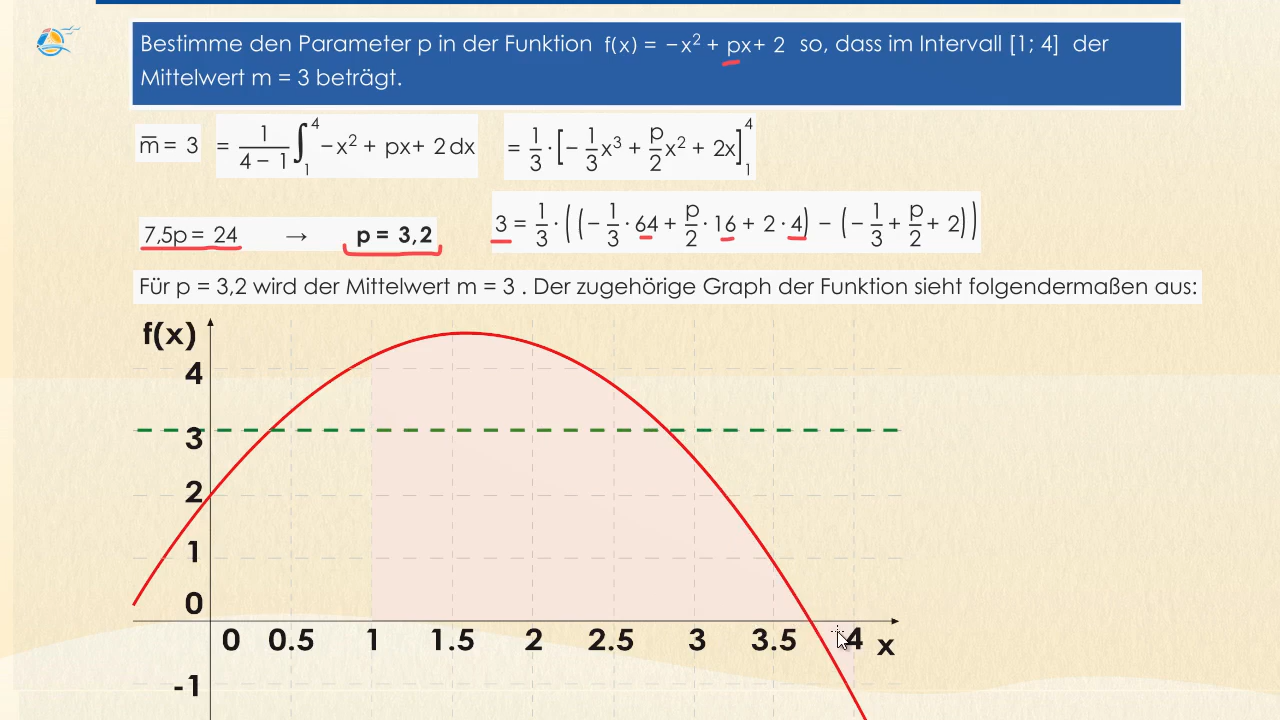 Bestimme den Parameter p in der Funktion f(x) = −x² + px + 2 so, dass im Intervall [1; 4] der
Mittelwert m = 3 beträgt.
m̅ = 3 = 1/(4 − 1) ∫₁⁴ −x² + px + 2 dx = 1/3 · [−1/3 x³ + p/2 x² + 2x]₁⁴
3 = 1/3 · ((−1/3 · 64 + p/2 · 16 + 2 · 4) − (−1/3 + p/2 + 2))
7,5p = 24 → p = 3,2
Für p = 3,2 wird der Mittelwert m = 3 . Der zugehörige Graph der Funktion sieht folgendermaßen aus:
f(x)
4
3
2
1
0
0 0.5 1 1.5 2 2.5 3 3.5 4 x
-1